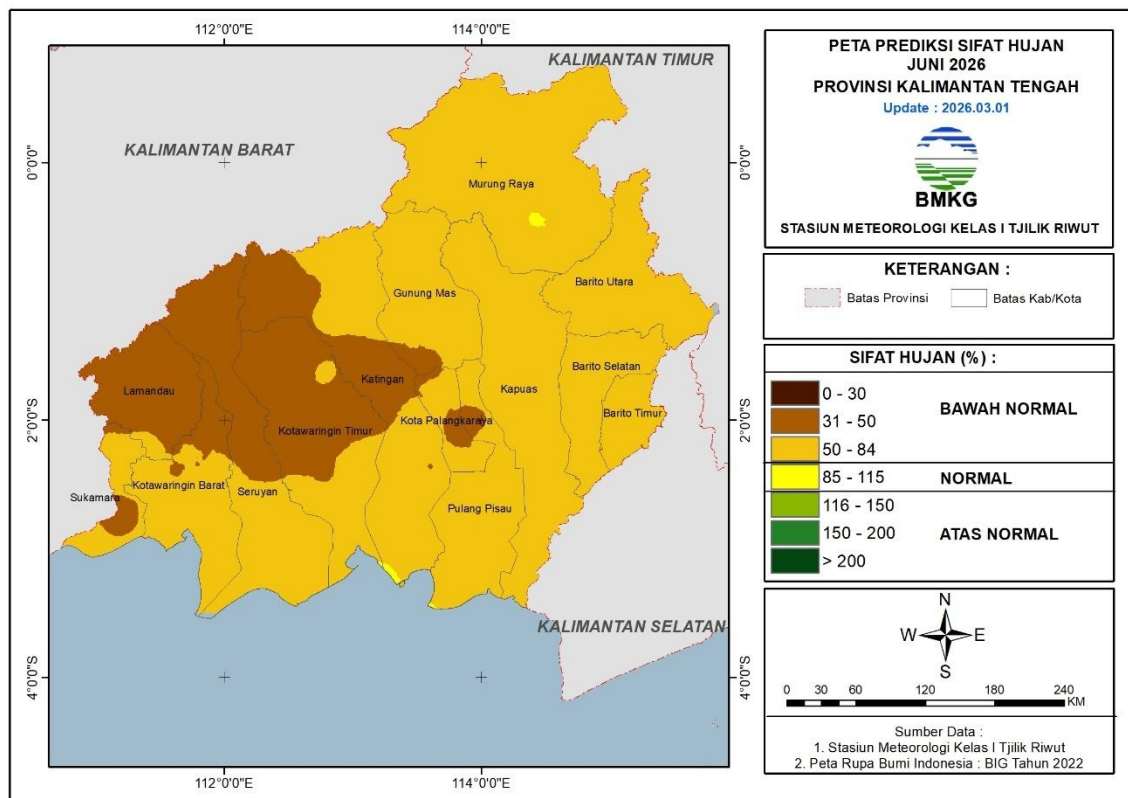 112°0'0"E
114°0'0"E
KALIMANTAN TIMUR
KALIMANTAN BARAT
0°0'0"
0°0'0"
Murung Raya
Barito Utara
Gunung Mas
Barito Selatan
Lamandau
Katingan
Kapuas
2°0'0"S
2°0'0"S
Kota Palangkaraya
Barito Timur
Kotawaringin Timur
Kotawaringin Barat
Seruyan
Sukamara
Pulang Pisau
KALIMANTAN SELATAN
4°0'0"S
4°0'0"S
112°0'0"E
114°0'0"E
PETA PREDIKSI SIFAT HUJAN
JUNI 2026
PROVINSI KALIMANTAN TENGAH
Update : 2026.03.01
BMKG
STASIUN METEOROLOGI KELAS I TJILIK RIWUT
KETERANGAN :
Batas Provinsi
Batas Kab/Kota
SIFAT HUJAN (%) :
0 - 30
31 - 50
BAWAH NORMAL
50 - 84
85 - 115
NORMAL
116 - 150
150 - 200
ATAS NORMAL
> 200
N
W
E
S
0 30 60 120 180 240
KM
Sumber Data :
1. Stasiun Meteorologi Kelas I Tjilik Riwut
2. Peta Rupa Bumi Indonesia : BIG Tahun 2022